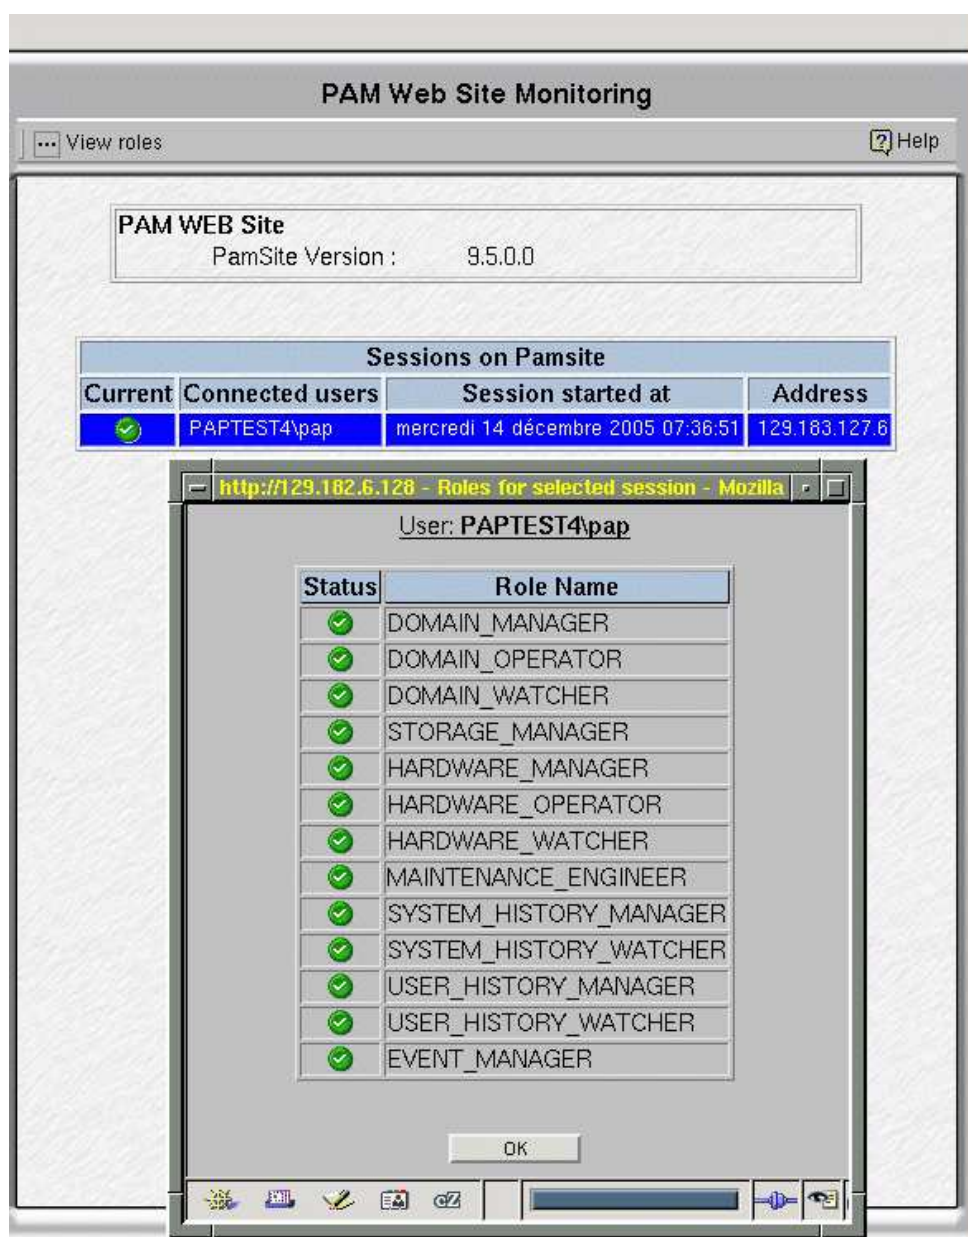 PAM Web Site Monitoring
View roles Help
PAM WEB Site
PamSite Version : 9.5.0.0
Sessions on Pamsite
Current Connected users Session started at Address
PAPTEST4\pap mercredi 14 décembre 2005 07:36:51 129.183.127.6
http://129.182.6.128 - Roles for selected session - Mozilla
User: PAPTEST4\pap
Status Role Name
DOMAIN_MANAGER
DOMAIN_OPERATOR
DOMAIN_WATCHER
STORAGE_MANAGER
HARDWARE_MANAGER
HARDWARE_OPERATOR
HARDWARE_WATCHER
MAINTENANCE_ENGINEER
SYSTEM_HISTORY_MANAGER
SYSTEM_HISTORY_WATCHER
USER_HISTORY_MANAGER
USER_HISTORY_WATCHER
EVENT_MANAGER
OK